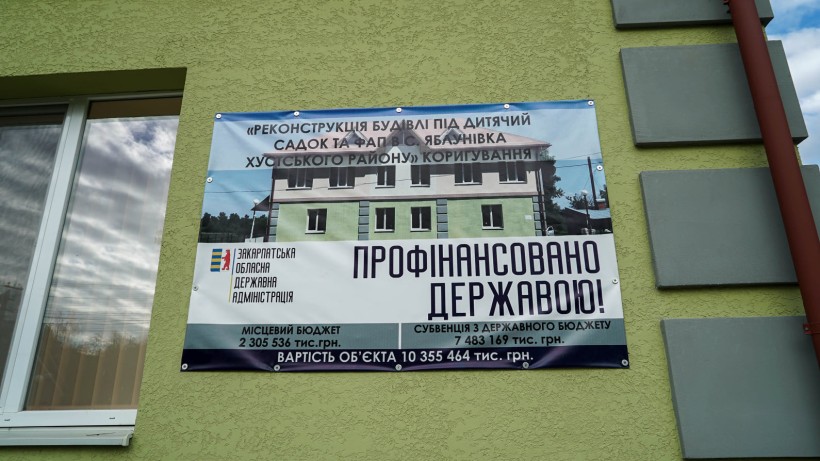 «РЕКОНСТРУКЦІЯ БУДІВЛІ ПІД ДИТЯЧИЙ
САДОК ТА ФАП В С. ЯБЛУНІВКА
ХУСТСЬКОГО РАЙОНУ» КОРИГУВАННЯ
ЗАКАРПАТСЬКА
ОБЛАСНА
ДЕРЖАВНА
АДМІНІСТРАЦІЯ
ПРОФІНАНСОВАНО
ДЕРЖАВОЮ!
МІСЦЕВИЙ БЮДЖЕТ
2 305 536 тис.грн.
СУБВЕНЦІЯ З ДЕРЖАВНОГО БЮДЖЕТУ
7 483 169 тис. грн.
ВАРТІСТЬ ОБ'ЄКТА 10 355 464 тис. грн.